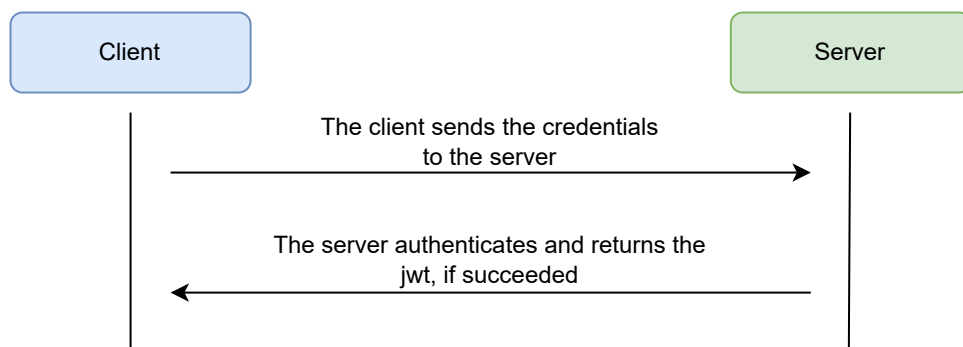 Client
Server
The client sends the credentials
to the server
The server authenticates and returns the
jwt, if succeeded